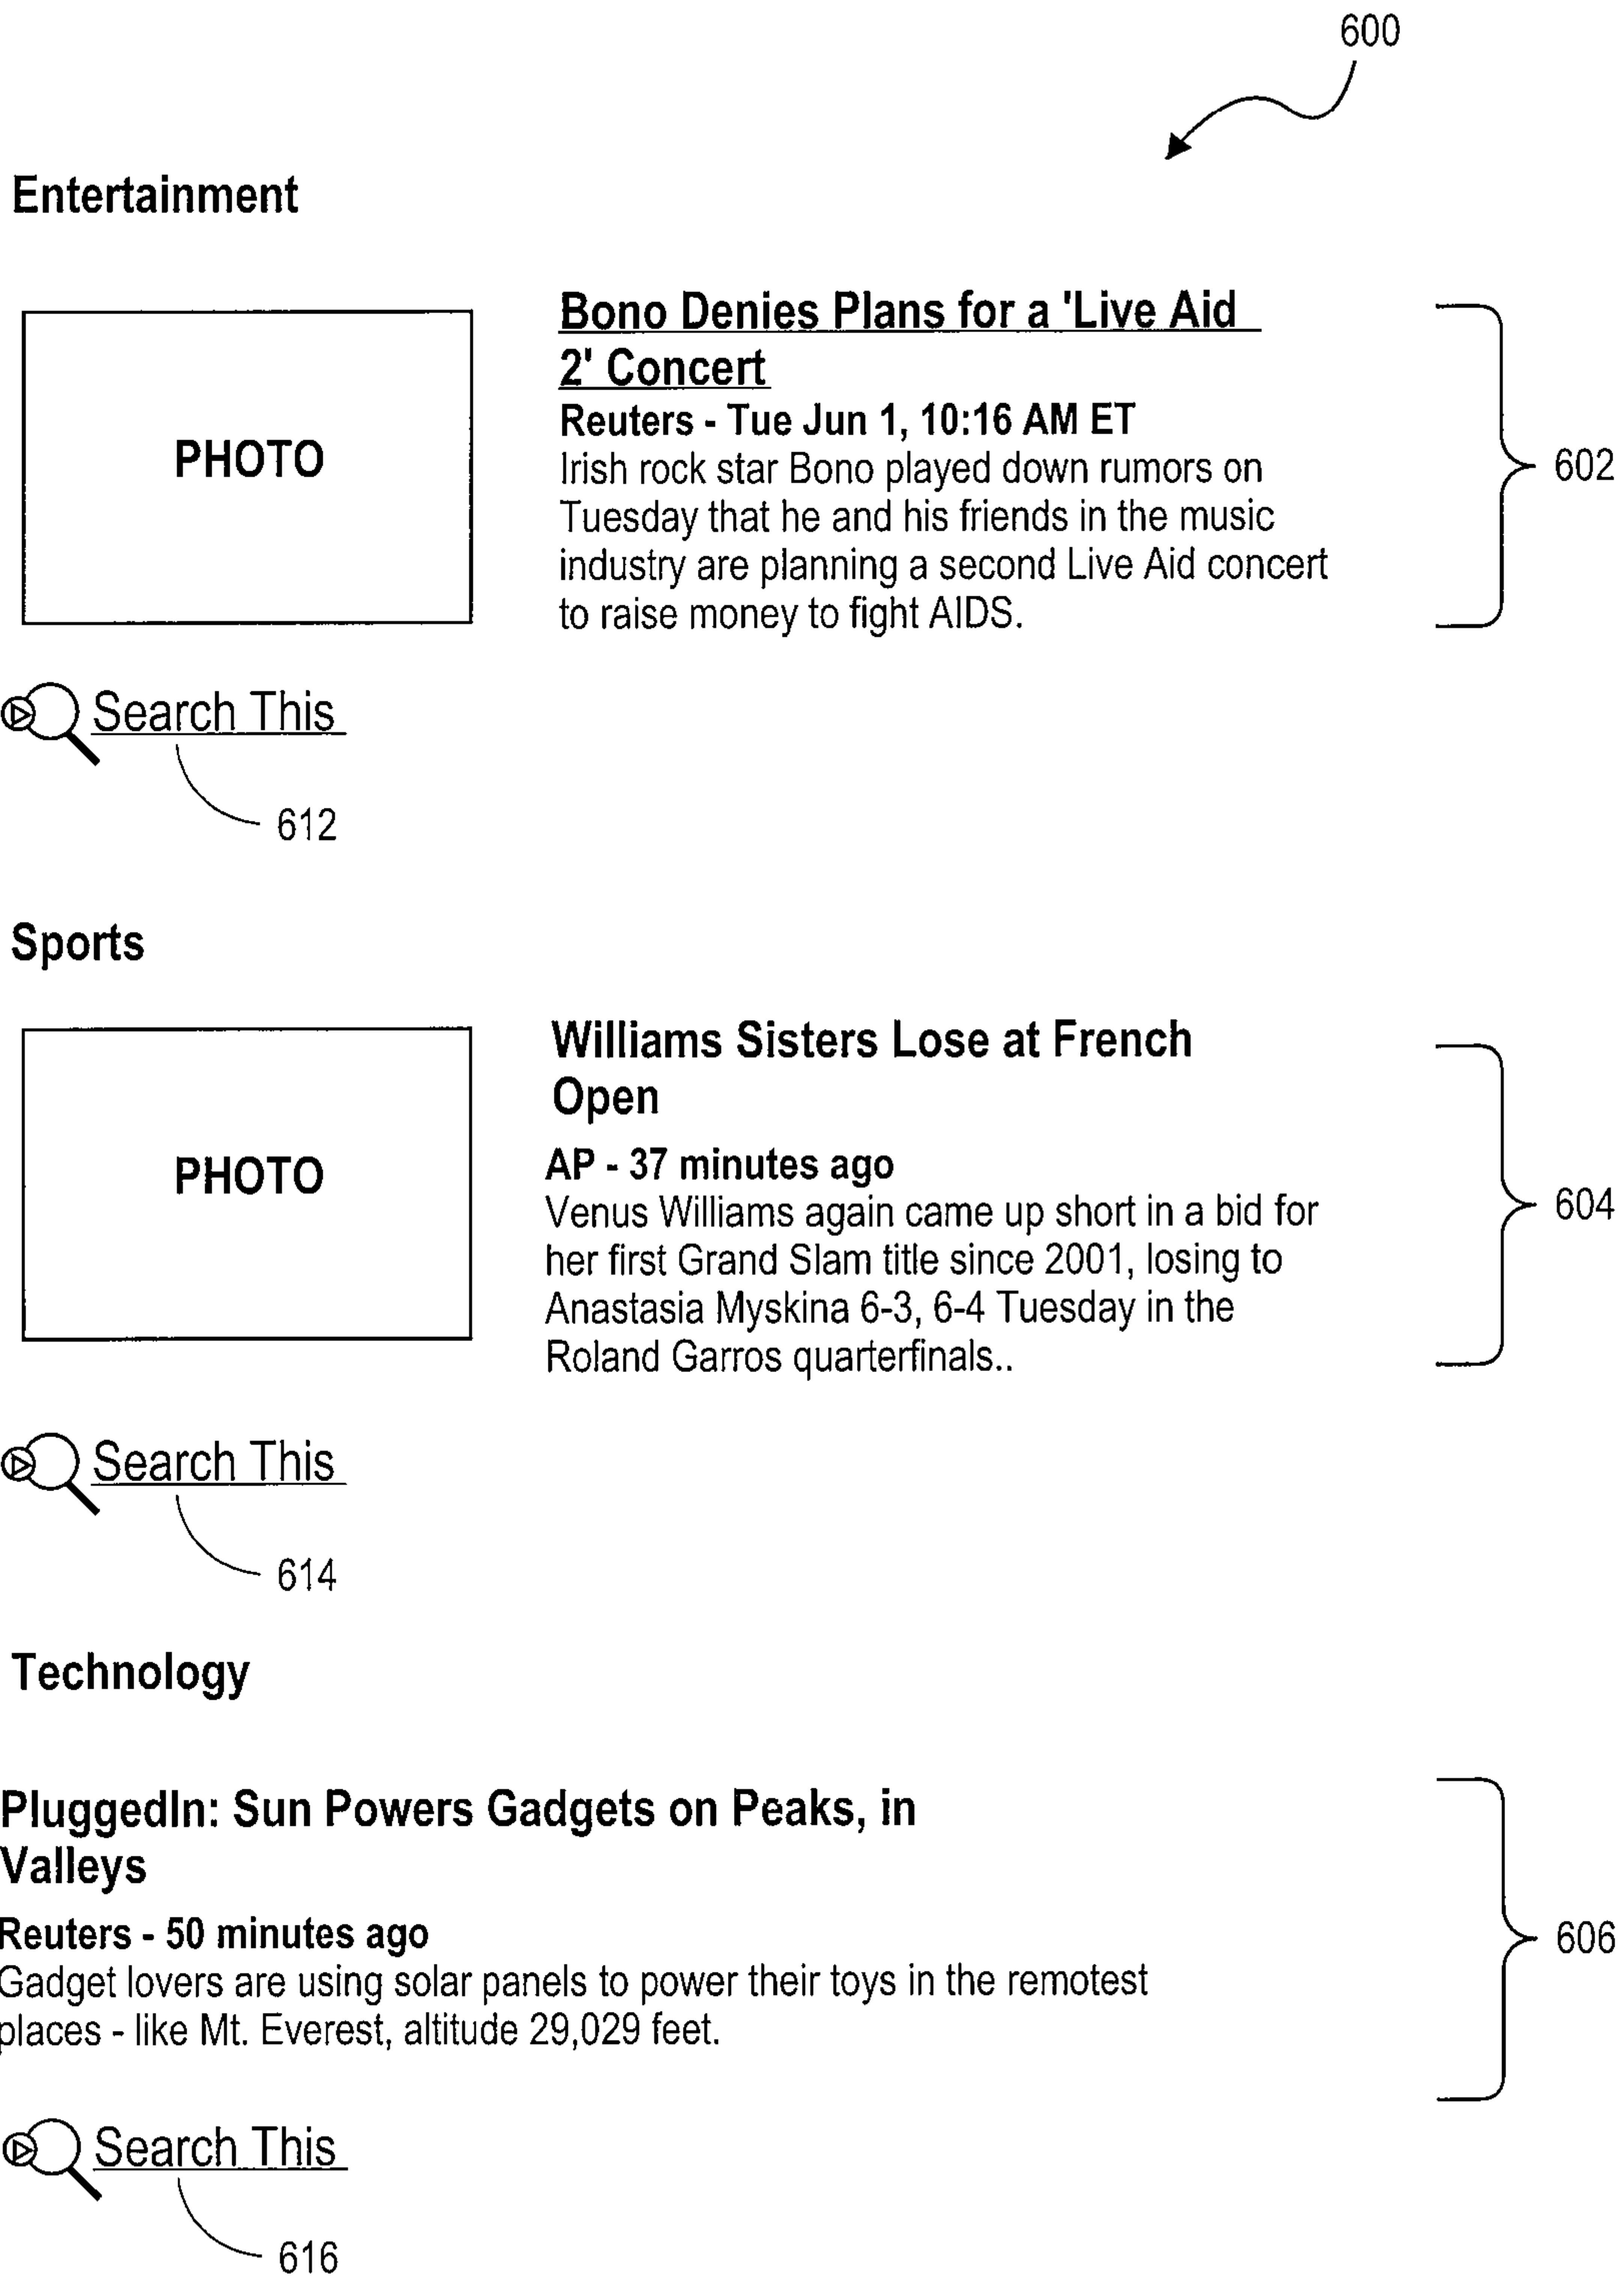 600
Entertainment
PHOTO
Bono Denies Plans for a 'Live Aid
2' Concert
Reuters - Tue Jun 1, 10:16 AM ET
Irish rock star Bono played down rumors on
Tuesday that he and his friends in the music
industry are planning a second Live Aid concert
to raise money to fight AIDS.
602
Search This
612
Sports
PHOTO
Williams Sisters Lose at French
Open
AP - 37 minutes ago
Venus Williams again came up short in a bid for
her first Grand Slam title since 2001, losing to
Anastasia Myskina 6-3, 6-4 Tuesday in the
Roland Garros quarterfinals..
604
Search This
614
Technology
PluggedIn: Sun Powers Gadgets on Peaks, in
Valleys
Reuters - 50 minutes ago
Gadget lovers are using solar panels to power their toys in the remotest
places - like Mt. Everest, altitude 29,029 feet.
606
Search This
616